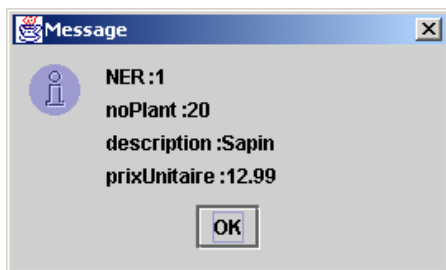 Message
NER :1
noPlant :20
description :Sapin
prixUnitaire :12.99
OK